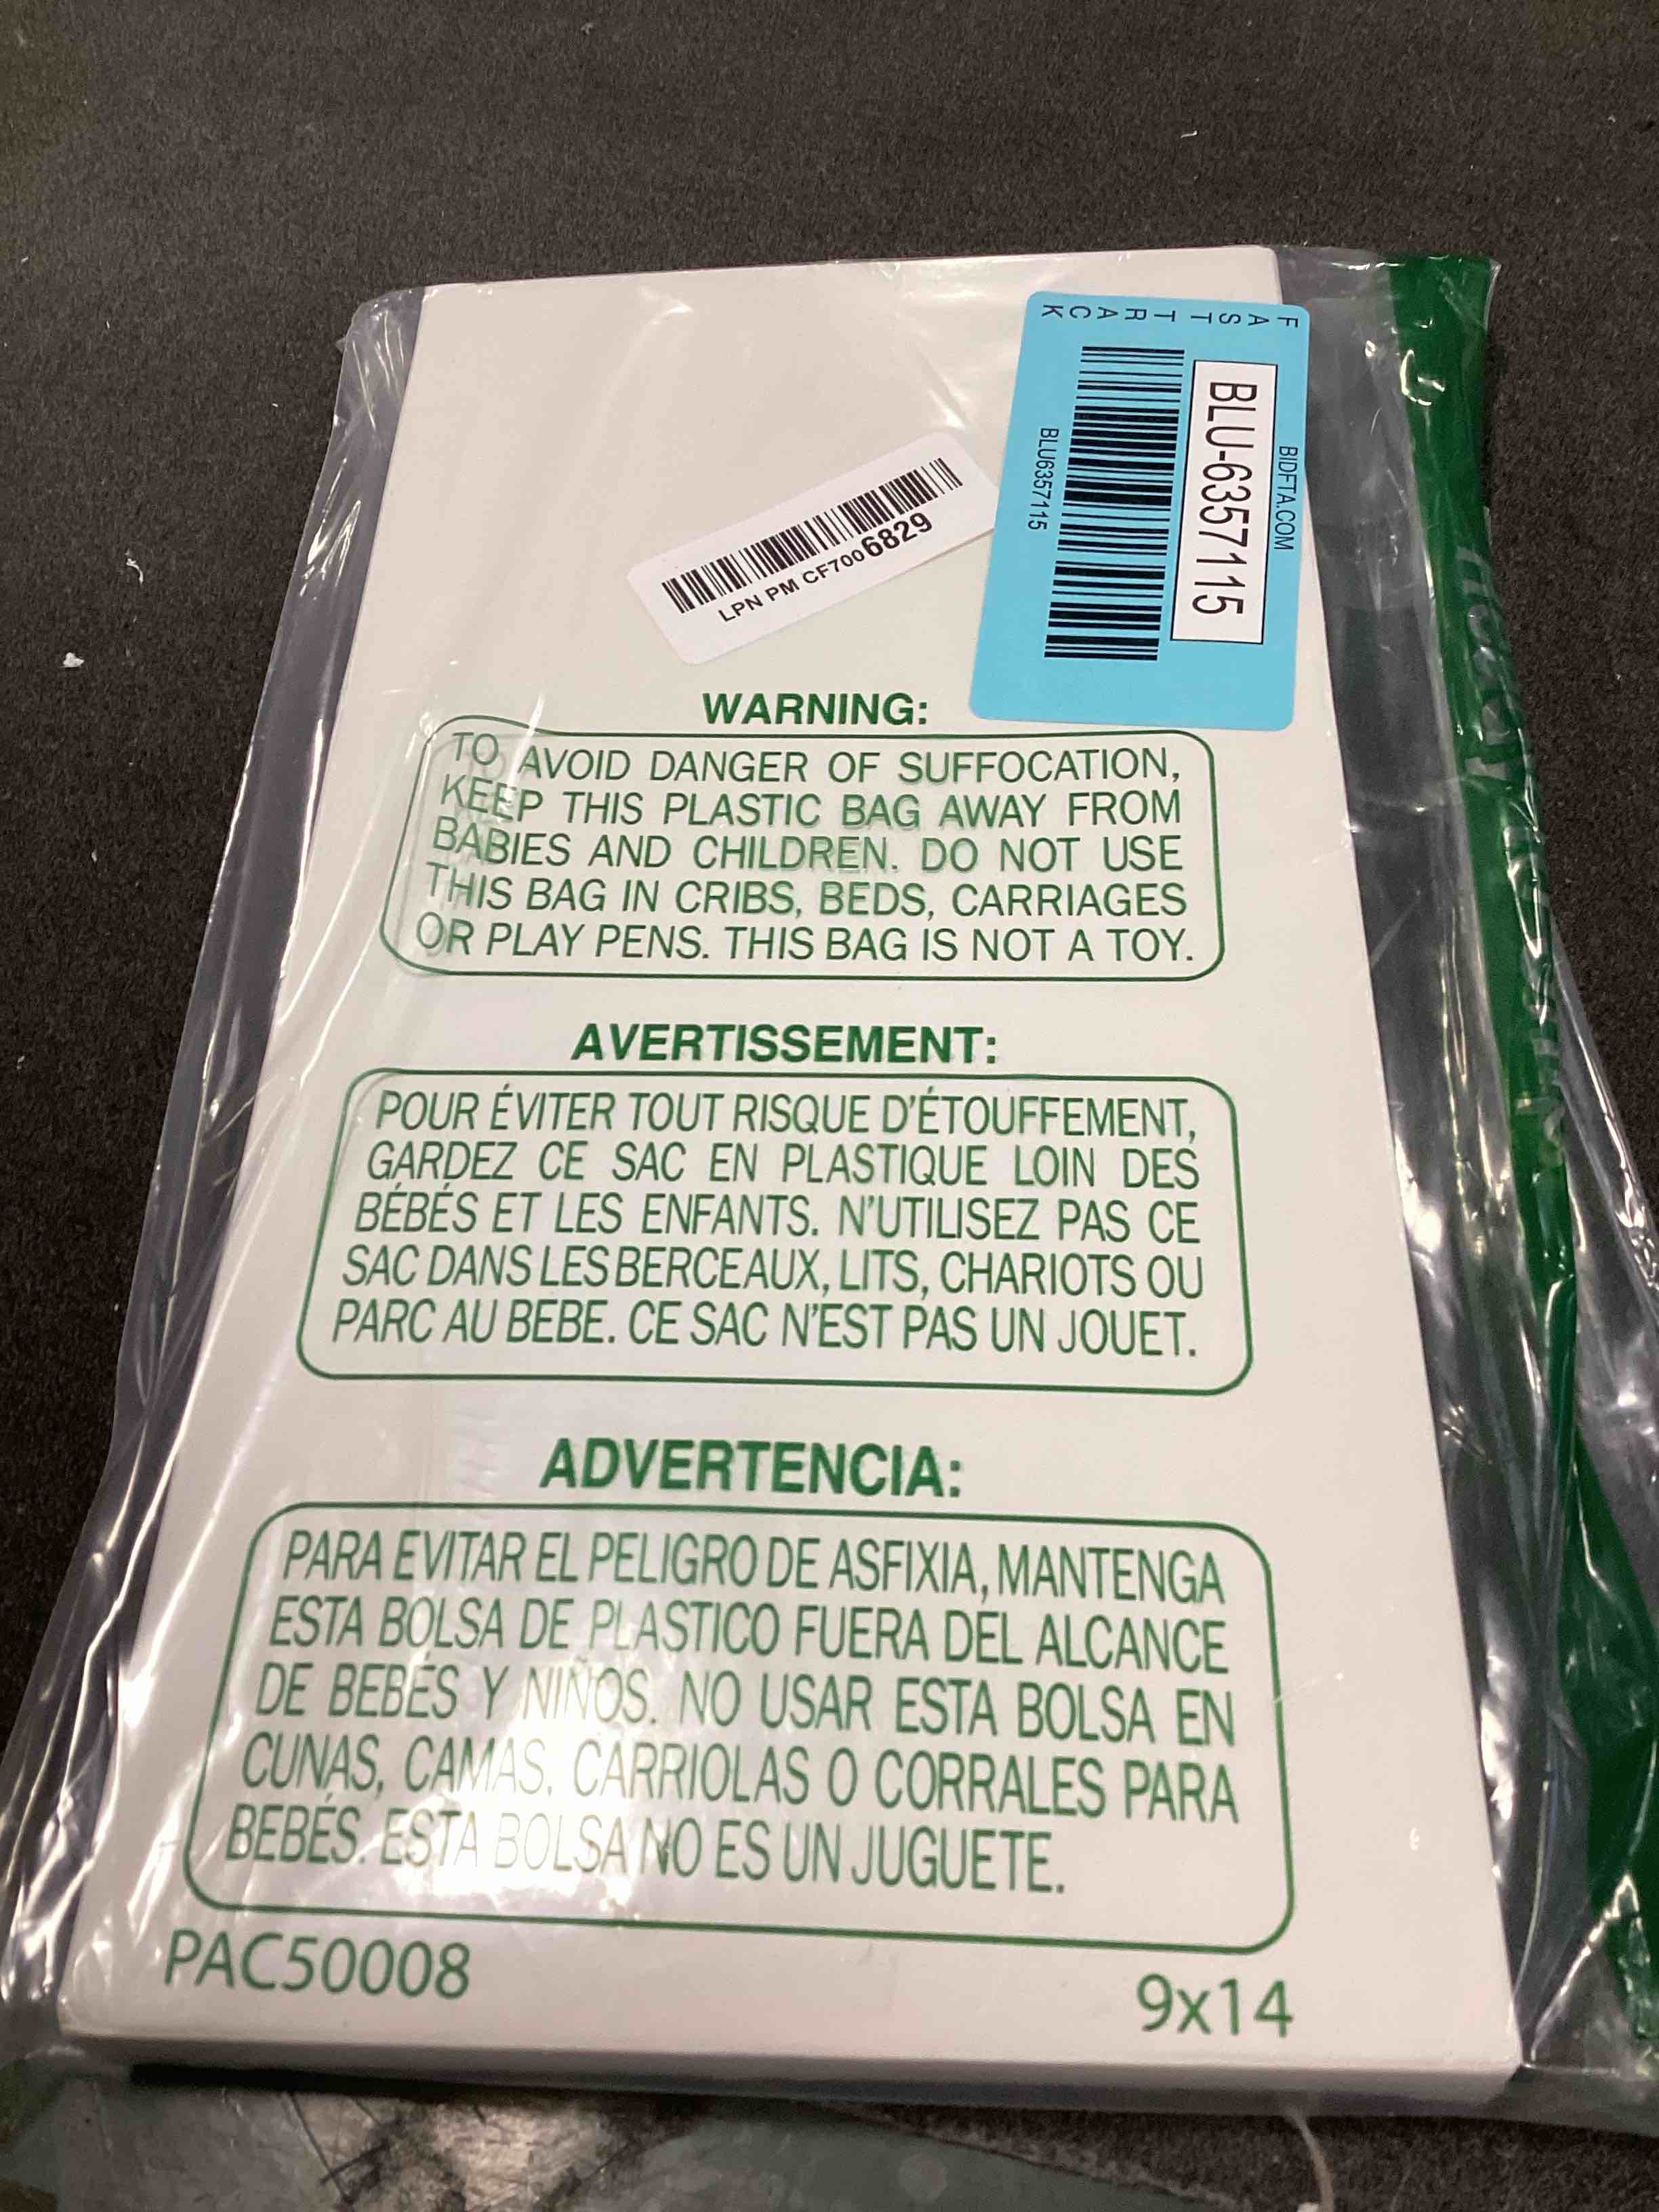 FAST TRACK
BIDFTA.COM
BLU-6357115
BLU6357115
LPN PM CF7006829
WARNING:
TO AVOID DANGER OF SUFFOCATION,
KEEP THIS PLASTIC BAG AWAY FROM
BABIES AND CHILDREN. DO NOT USE
THIS BAG IN CRIBS, BEDS, CARRIAGES
OR PLAY PENS. THIS BAG IS NOT A TOY.
AVERTISSEMENT:
POUR ÉVITER TOUT RISQUE D'ÉTOUFFEMENT,
GARDEZ CE SAC EN PLASTIQUE LOIN DES
BÉBÉS ET LES ENFANTS. N'UTILISEZ PAS CE
SAC DANS LES BERCEAUX, LITS, CHARIOTS OU
PARC AU BEBE. CE SAC N'EST PAS UN JOUET.
ADVERTENCIA:
PARA EVITAR EL PELIGRO DE ASFIXIA, MANTENGA
ESTA BOLSA DE PLASTICO FUERA DEL ALCANCE
DE BEBÉS Y NIÑOS. NO USAR ESTA BOLSA EN
CUNAS, CAMAS, CARRIOLAS O CORRALES PARA
BEBÉS. ESTA BOLSA NO ES UN JUGUETE.
PAC50008
9x14